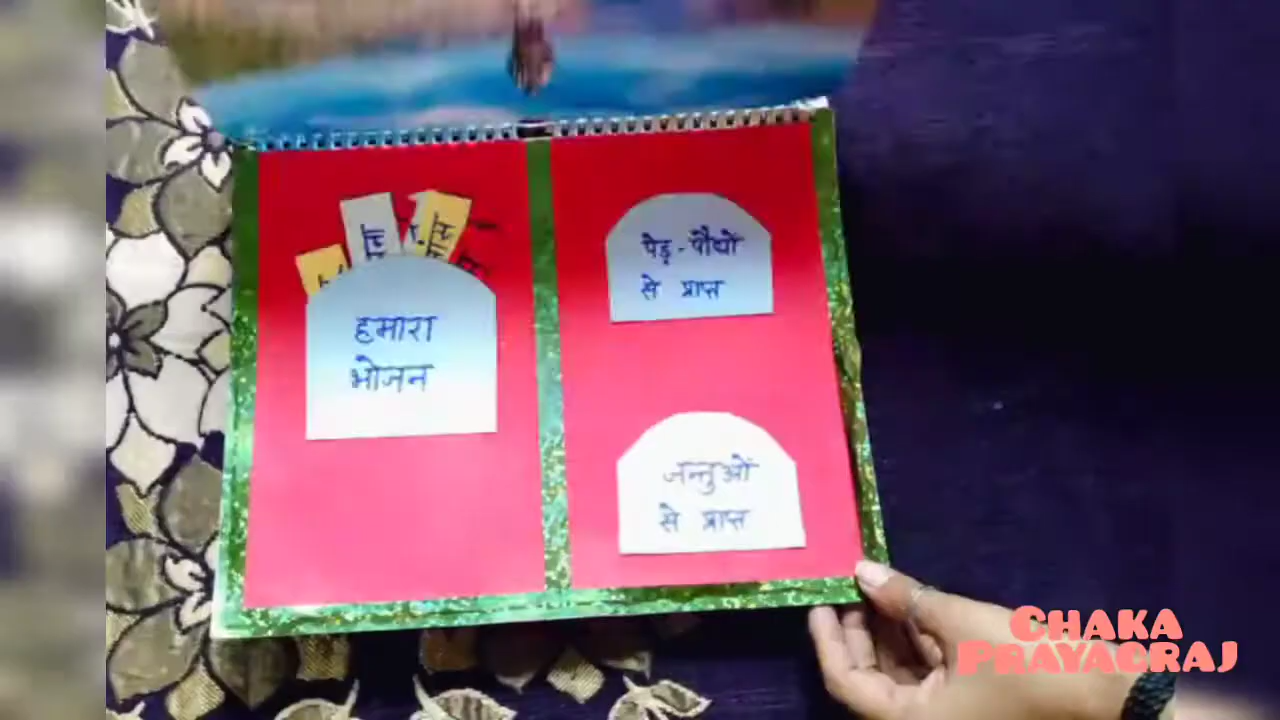 हमारा
भोजन
पेड़-पौधों
से प्राप्त
जन्तुओं
से प्राप्त
CHAKA
PRAYAGRAJ